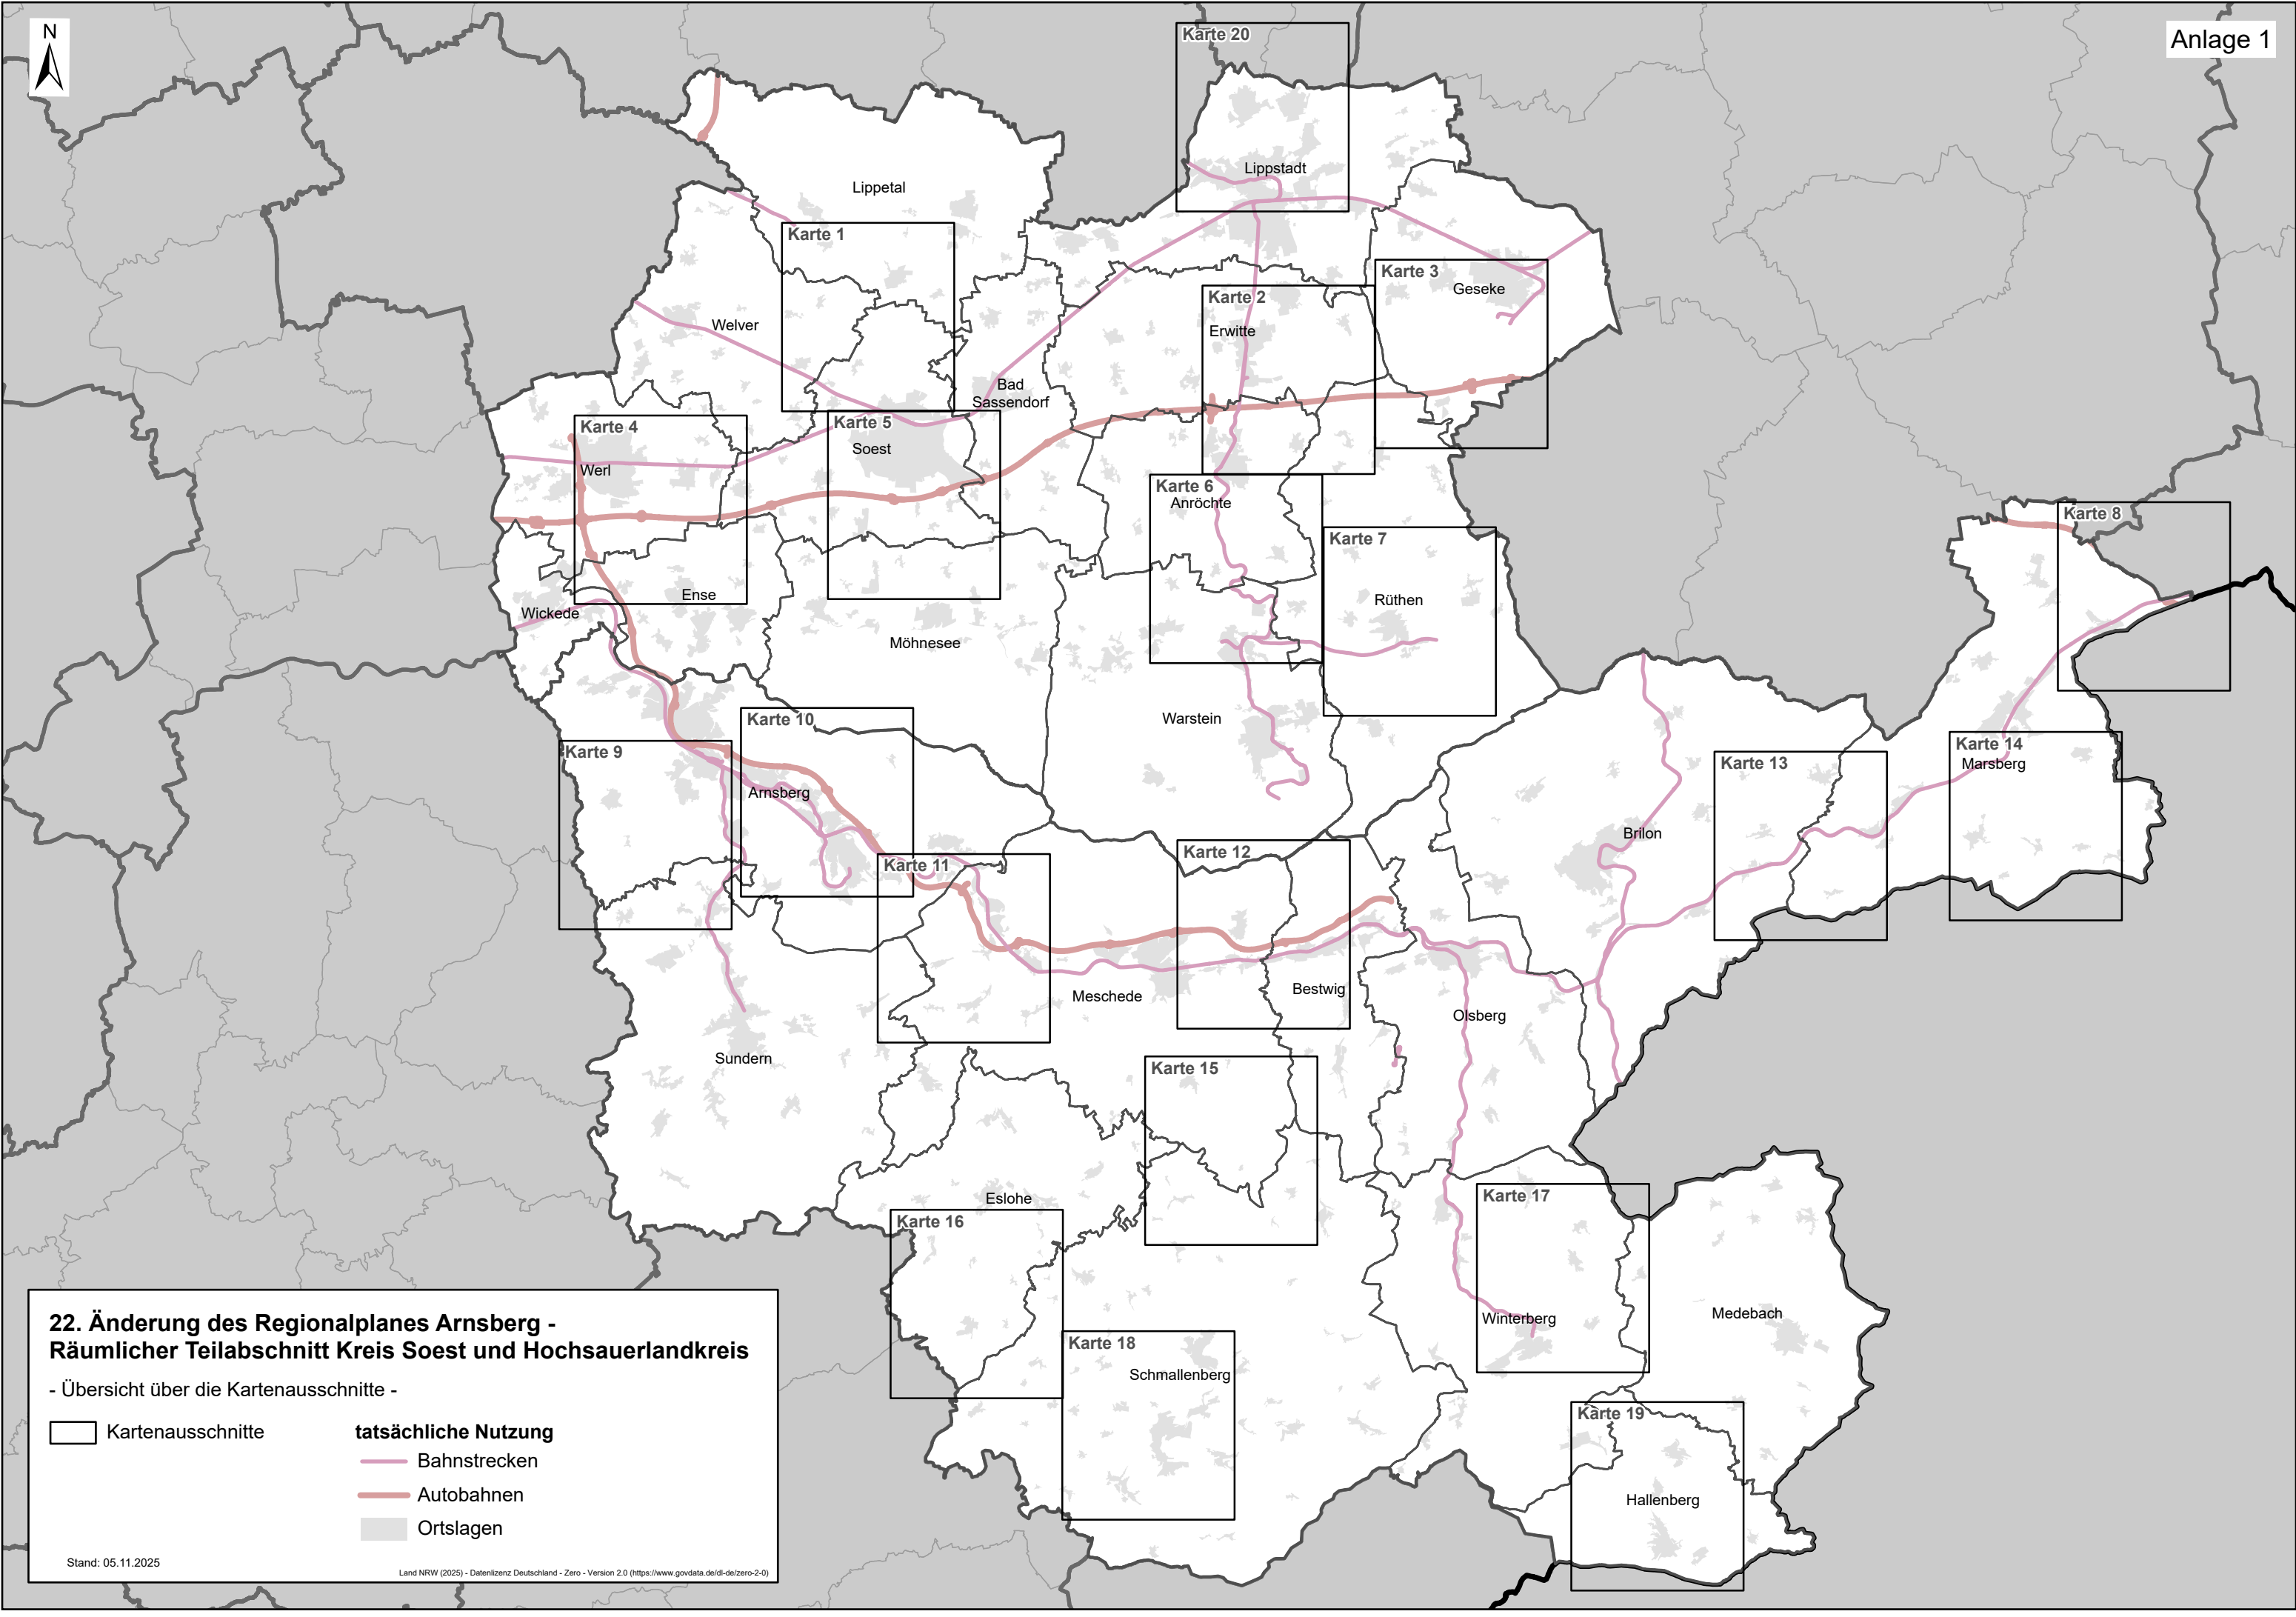 N
Anlage 1
Karte 20
Lippstadt
Lippetal
Karte 1
Karte 3
Geseke
Karte 2
Erwitte
Welver
Bad
Sassendorf
Karte 4
Werl
Karte 5
Soest
Karte 6
Anröchte
Karte 8
Karte 7
Rüthen
Ense
Wickede
Möhnesee
Warstein
Karte 10
Arnsberg
Karte 9
Karte 14
Marsberg
Karte 13
Brilon
Karte 11
Karte 12
Meschede
Bestwig
Olsberg
Sundern
Karte 15
Eslohe
Karte 16
Karte 17
Winterberg
Medebach
Karte 18
Schmallenberg
Karte 19
Hallenberg
22. Änderung des Regionalplanes Arnsberg -
Räumlicher Teilabschnitt Kreis Soest und Hochsauerlandkreis
- Übersicht über die Kartenausschnitte -
Kartenausschnitte
tatsächliche Nutzung
Bahnstrecken
Autobahnen
Ortslagen
Stand: 05.11.2025
Land NRW (2025) - Datenlizenz Deutschland - Zero - Version 2.0 (https://www.govdata.de/dl-de/zero-2-0)